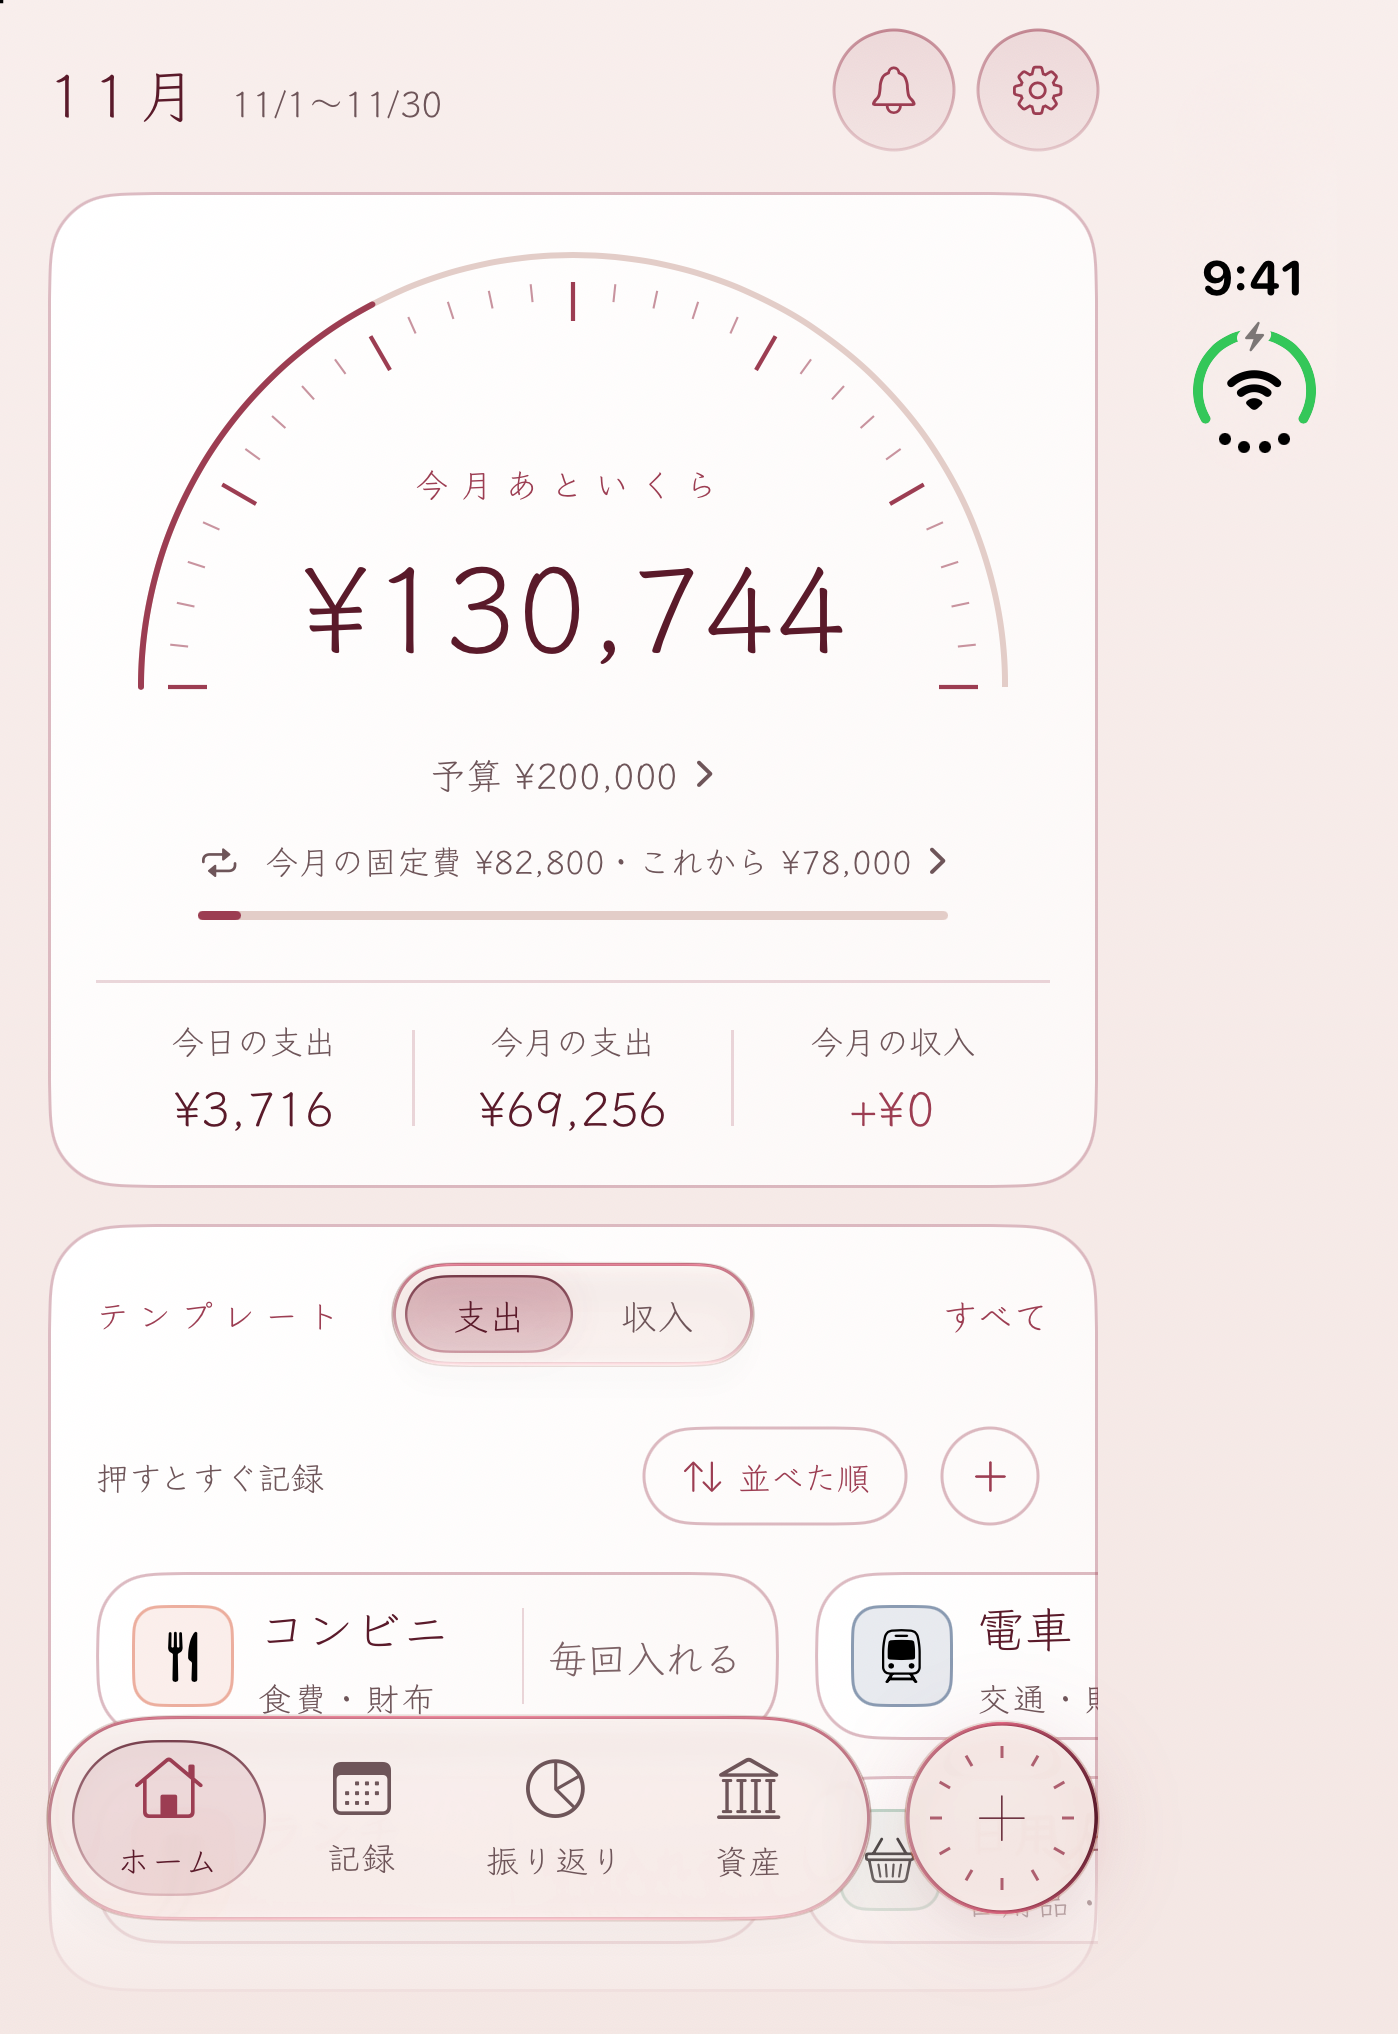 11月 11/1～11/30
9:41
今月あといくら
¥130,744
予算 ¥200,000
今月の固定費 ¥82,800・これから ¥78,000
今日の支出 今月の支出 今月の収入
¥3,716 ¥69,256 +¥0
テンプレート 支出 収入 すべて
押すとすぐ記録 並べた順
コンビニ 毎回入れる 電車
食費・財布 交通・
ホーム 記録 振り返り 資産